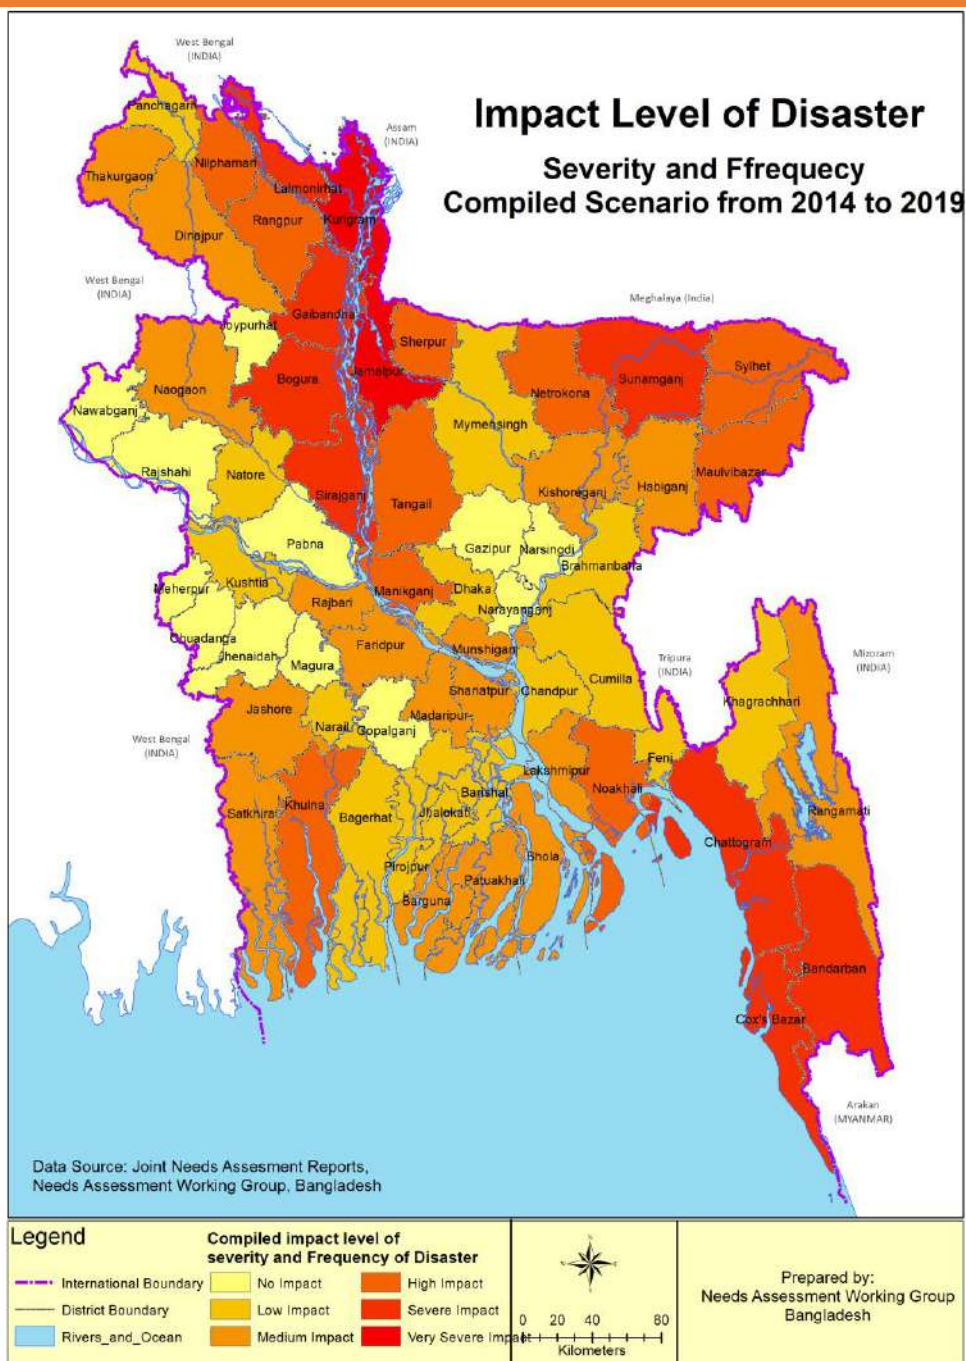 West Bengal
(INDIA)
Impact Level of Disaster
Severity and Ffrequecy
Compiled Scenario from 2014 to 2019
Assam
(INDIA)
Panchagarh
Nilphamari
Thakurgaon
Lalmonirhat
Rangpur
Kurigram
Dinajpur
West Bengal
(INDIA)
Meghalaya (India)
Gaibandha
Joypurhat
Sherpur
Jamalpur
Bogura
Sunamganj
Sylhet
Naogaon
Netrokona
Nawabganj
Mymensingh
Rajshahi
Natore
Maulvibazar
Habiganj
Kishoreganj
Sirajganj
Tangail
Pabna
Gazipur
Narsingdi
Brahmanbaria
Kushtia
Meherpur
Manikganj
Dhaka
Rajbari
Narayanganj
Chuadanga
Faridpur
Jhenaidah
Magura
Munshiganj
Tripura
(INDIA)
Mizoram
(INDIA)
Cumilla
Shariatpur
Chandpur
Khagrachhari
Jashore
Madaripur
Narail
Gopalganj
West Bengal
(INDIA)
Feni
Lakshmipur
Noakhali
Barishal
Khulna
Satkhira
Bagerhat
Jhalokati
Rangamati
Chattogram
Bhola
Pirojpur
Patuakhali
Barguna
Bandarban
Cox's Bazar
Arakan
(MYANMAR)
Data Source: Joint Needs Assesment Reports,
Needs Assessment Working Group, Bangladesh
Legend
International Boundary
District Boundary
Rivers_and_Ocean
Compiled impact level of
severity and Frequency of Disaster
No Impact
Low Impact
Medium Impact
High Impact
Severe Impact
Very Severe Impact
0 20 40 80
Kilometers
Prepared by:
Needs Assessment Working Group
Bangladesh